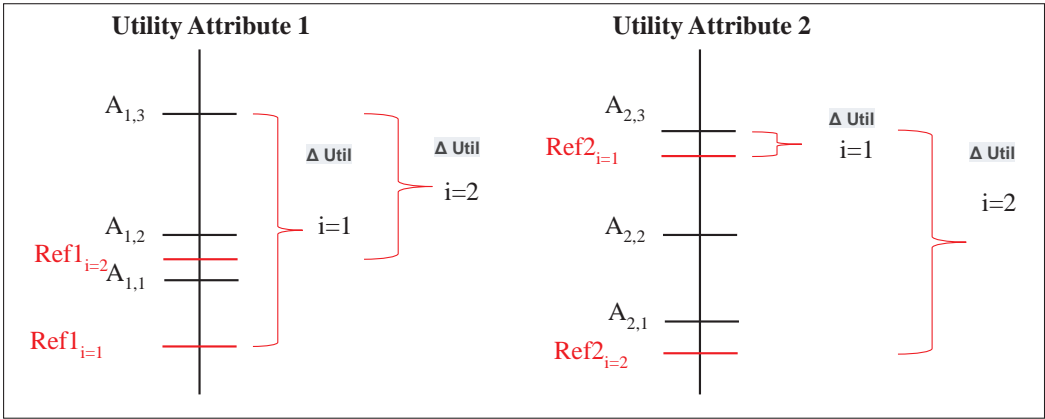 Utility Attribute 1
A1,3
Δ Util
i=1
Δ Util
i=2
A1,2
Ref1i=2
A1,1
Ref1i=1
Utility Attribute 2
A2,3
Ref2i=1
Δ Util
i=1
Δ Util
i=2
A2,2
A2,1
Ref2i=2